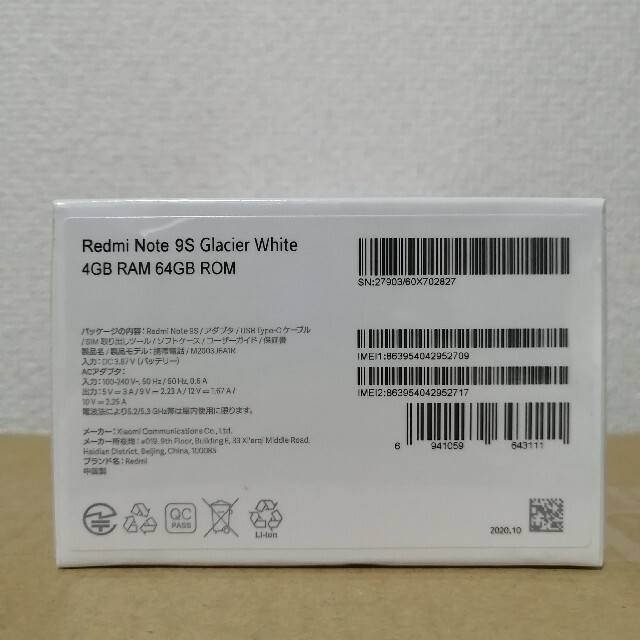 Redmi Note 9S Glacier White
4GB RAM 64GB ROM
SN:27903/60X702827
パッケージの内容: Redmi Note 9S / アダプタ / USB Type-C ケーブル
/ SIM 取り出しツール / ソフトケース / ユーザーガイド / 保証書
製品名 / 製品モデル: 携帯電話 / M2003J6A1R
入力: DC 3.87V (バッテリー)
ACアダプタ:
入力: 100-240 V~, 50 Hz / 60 Hz, 0.6 A
出力: 5V ⎓ 3A / 9V ⎓ 2.23A / 12V ⎓ 1.67A /
10V ⎓ 2.25A
電波法により5.2/5.3 GHz帯は屋内使用に限ります。
IMEI1:863954042952709
IMEI2:863954042952717
6 941059 643111
メーカー: Xiaomi Communications Co., Ltd.
メーカー所在地: #019, 9th Floor, Building 6, 33 Xi'erqi Middle Road,
Haidian District, Beijing, China, 100085
ブランド名: Redmi
中国製
QC
PASS
Li-Ion
2020.10